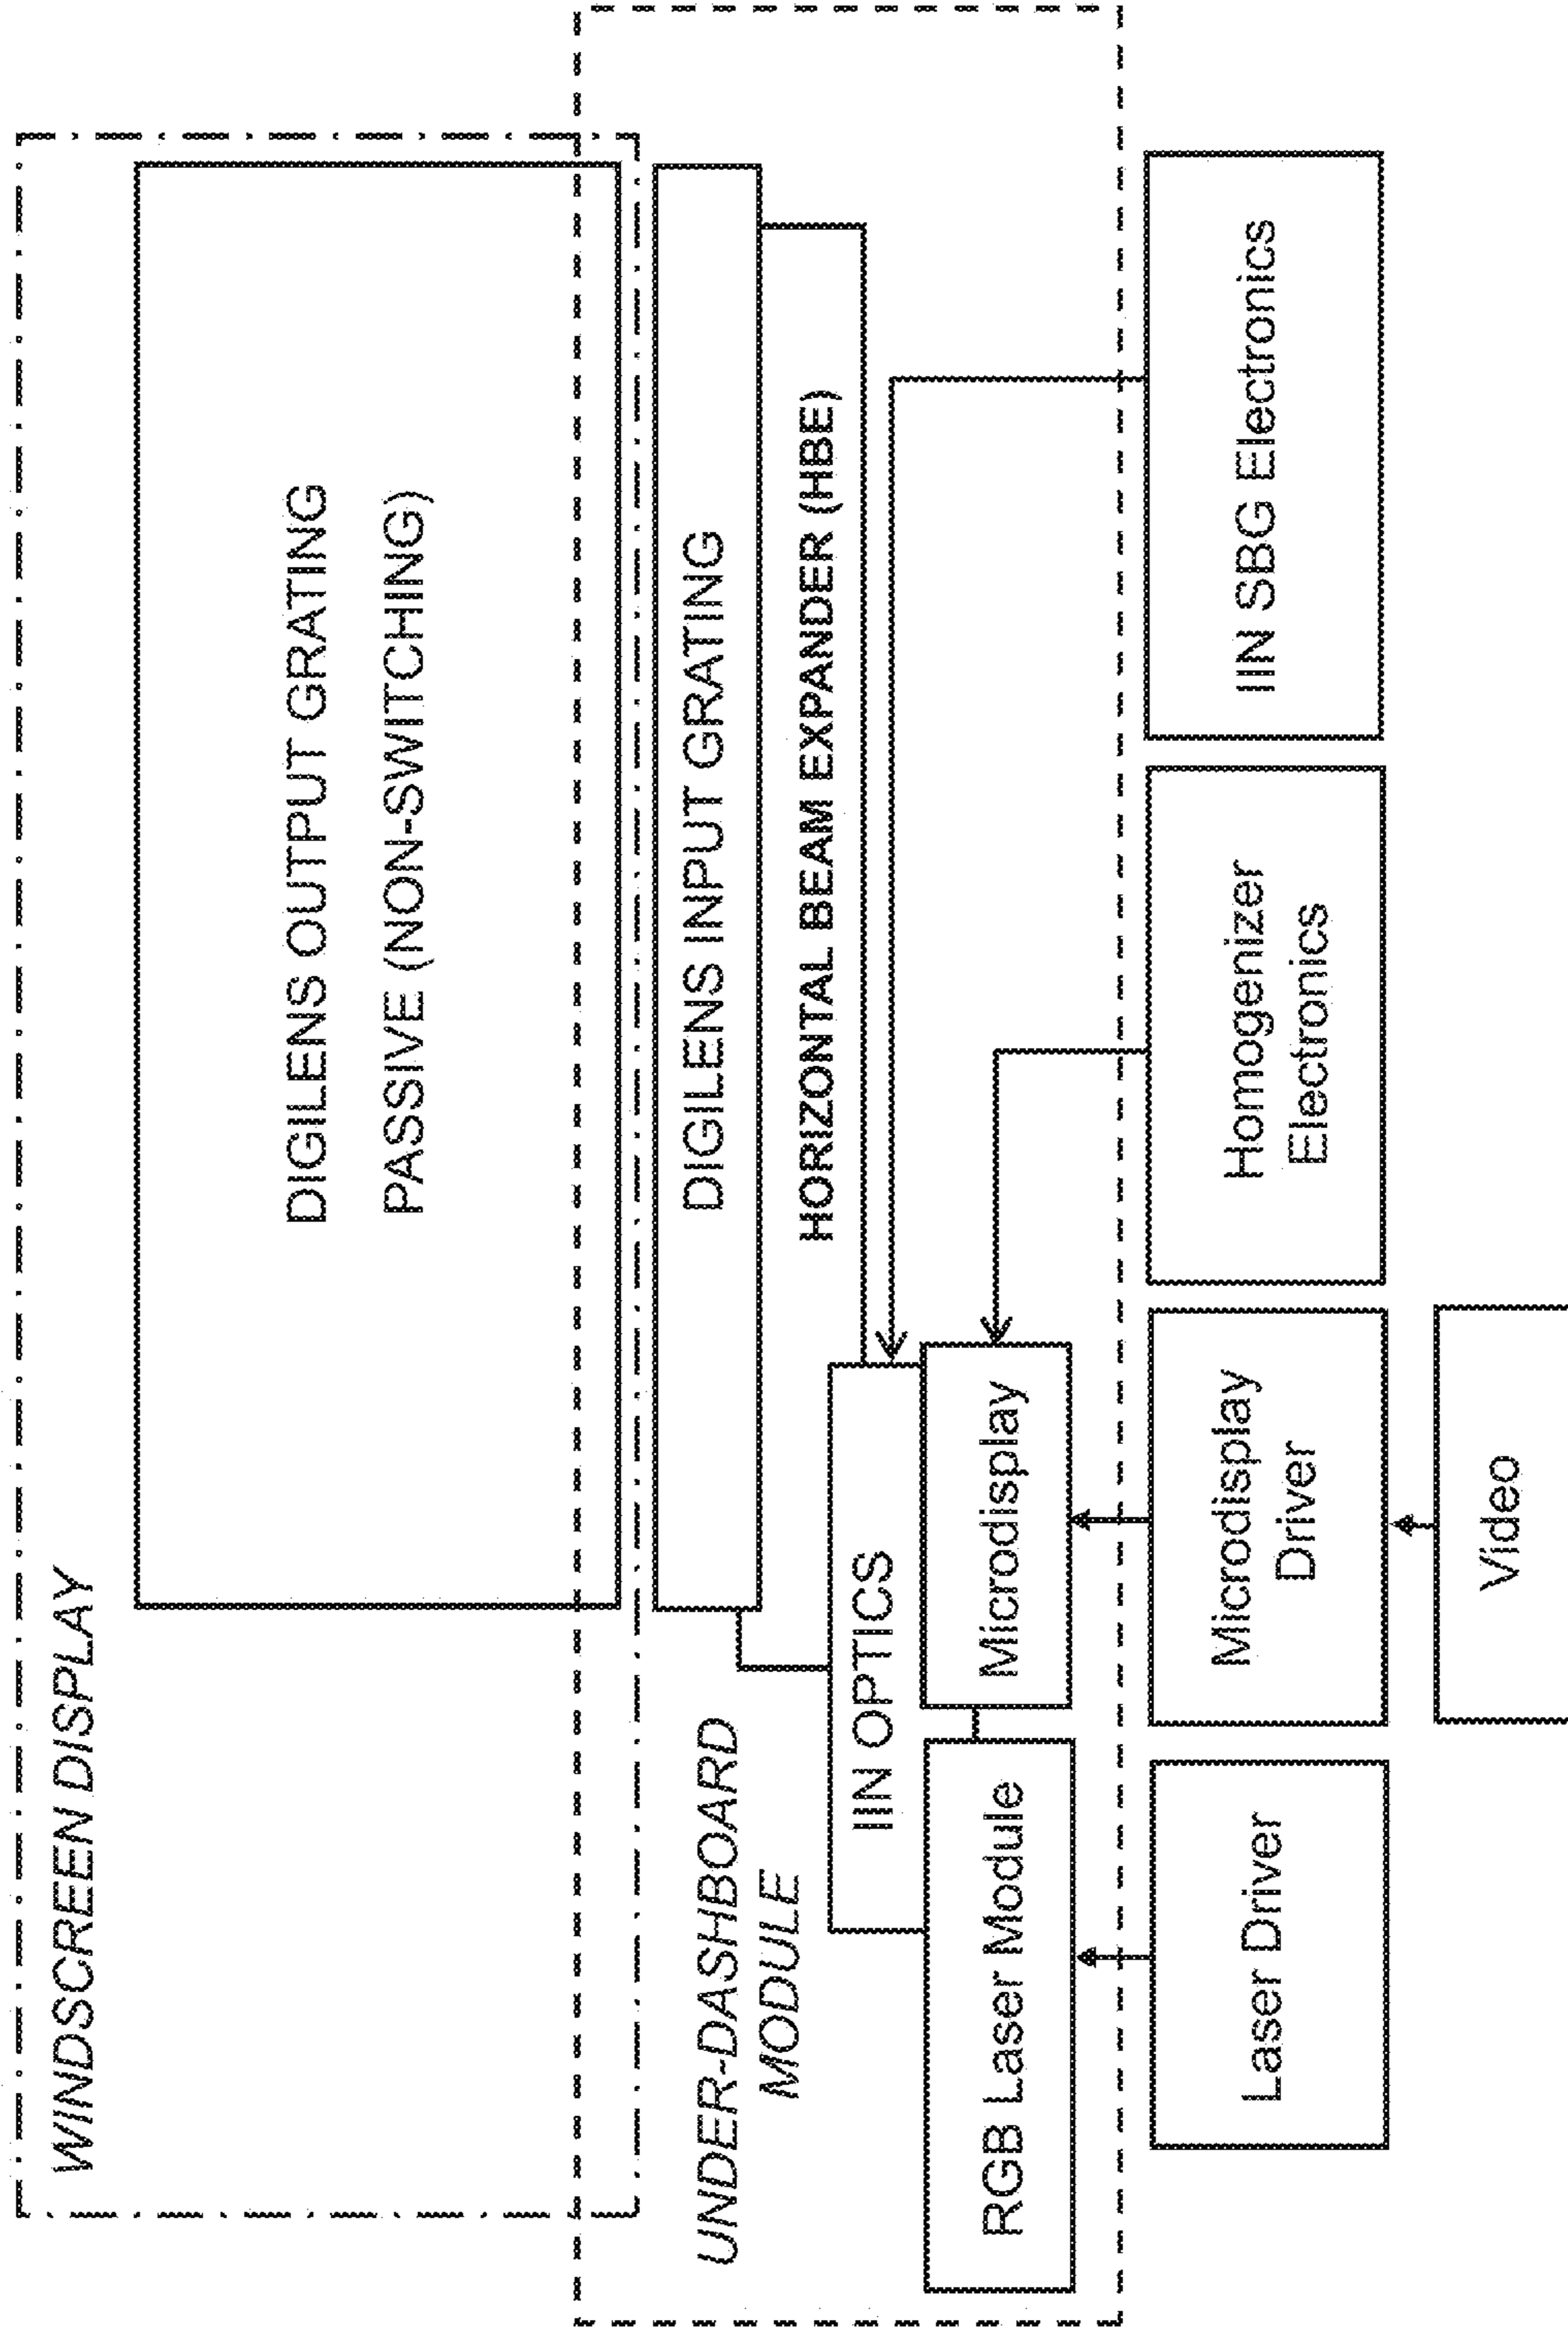 WINDSCREEN DISPLAY
DIGILENS OUTPUT GRATING
PASSIVE (NON-SWITCHING)
UNDER-DASHBOARD
MODULE
DIGILENS INPUT GRATING
HORIZONTAL BEAM EXPANDER (HBE)
IIN OPTICS
RGB Laser Module
Microdisplay
Laser Driver
Microdisplay
Driver
Homogenizer
Electronics
IIN SBG Electronics
Video